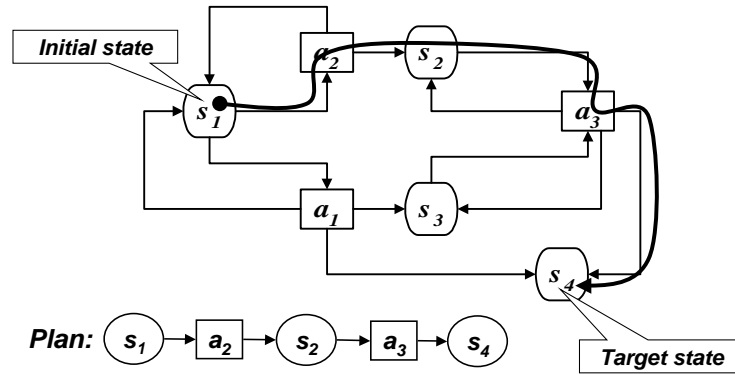 Initial state
a2
s2
s1
a3
a1
s3
s4
Plan: s1 a2 s2 a3 s4
Target state